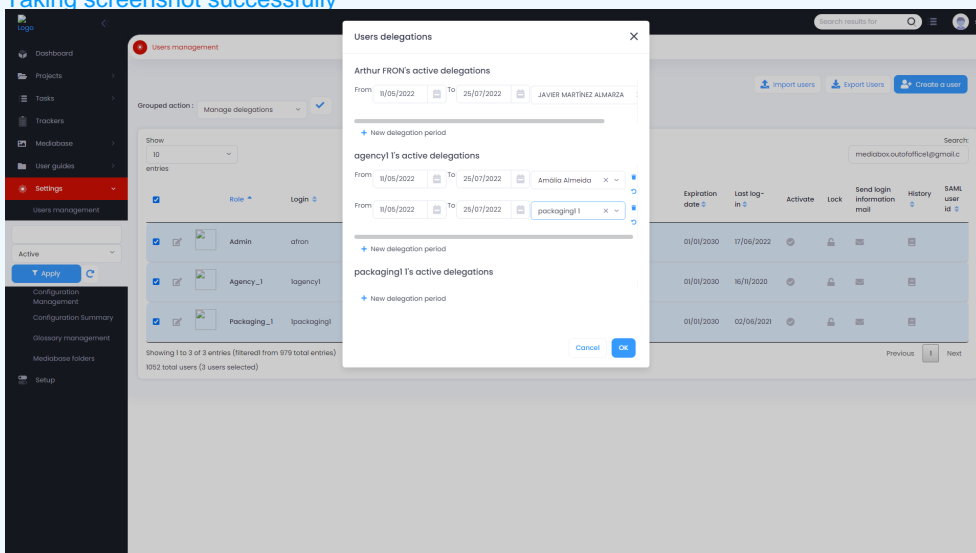 Taking screenshot successfully
Logo
Search results for
Dashboard
Projects
Tasks
Trackers
Mediabase
User guides
Settings
Users management
Active
Apply
Configuration
Management
Configuration Summary
Glossary management
Mediabase folders
Setup
Users management
Import users
Export Users
Create a user
Grouped action :
Manage delegations
Show
10
entries
Search:
mediabox.outofoffice1@gmail.c
Role
Login
Expiration date
Last log-in
Activate
Lock
Send login information mail
History
SAML user id
Admin
afron
01/01/2030
17/06/2022
Agency_1
1agency1
01/01/2030
16/11/2020
Packaging_1
1packaging1
01/01/2030
02/06/2021
Showing 1 to 3 of 3 entries (filtered from 979 total entries)
1052 total users (3 users selected)
Previous 1 Next
Users delegations
Arthur FRON's active delegations
From 11/05/2022 To 25/07/2022 JAVIER MARTÍNEZ ALMARZA
+ New delegation period
agency1 1's active delegations
From 11/05/2022 To 25/07/2022 Amália Almeida
From 11/05/2022 To 25/07/2022 packaging1 1
+ New delegation period
packaging1 1's active delegations
+ New delegation period
Cancel
OK